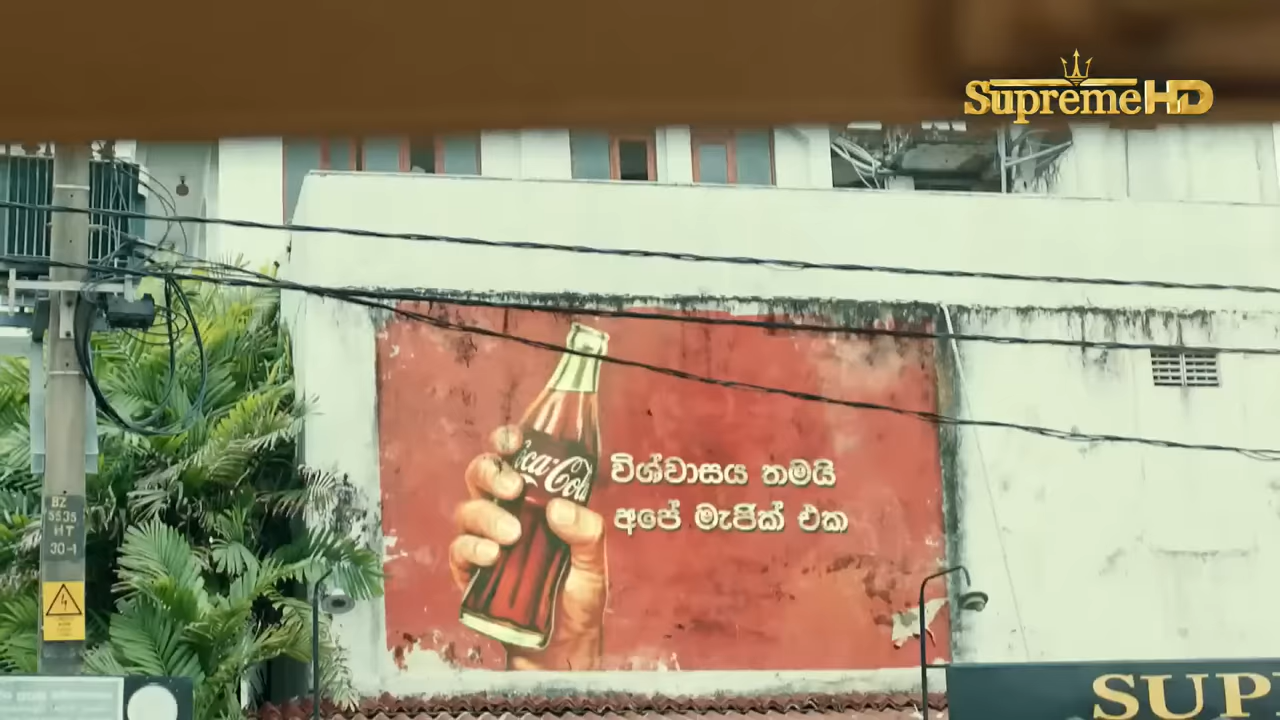 SupremeHD
Coca-Cola
විශ්වාසය තමයි
අපේ මැජික් එක
BZ
5535
HT
30-1
SUP